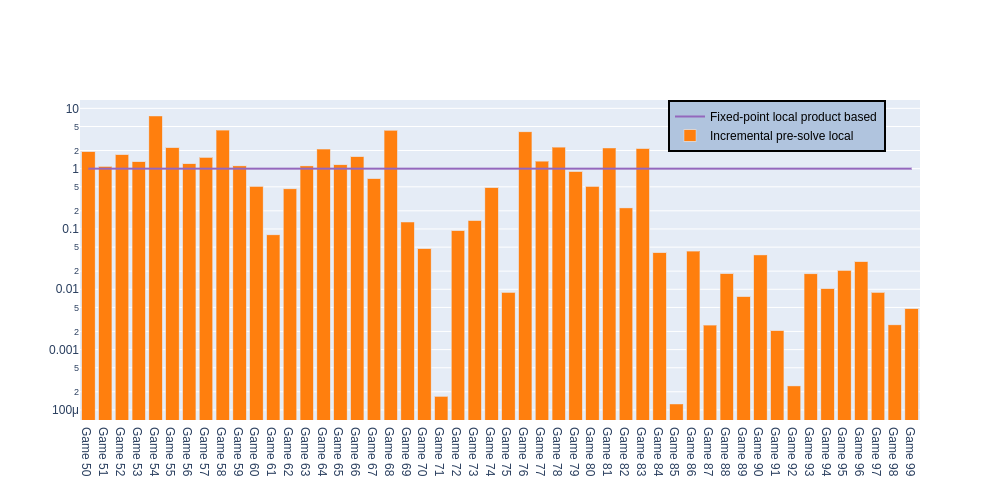 Fixed-point local product based
Incremental pre-solve local
10
5
2
1
5
2
0.1
5
2
0.01
5
2
0.001
5
2
100μ
Game 50
Game 51
Game 52
Game 53
Game 54
Game 55
Game 56
Game 57
Game 58
Game 59
Game 60
Game 61
Game 62
Game 63
Game 64
Game 65
Game 66
Game 67
Game 68
Game 69
Game 70
Game 71
Game 72
Game 73
Game 74
Game 75
Game 76
Game 77
Game 78
Game 79
Game 80
Game 81
Game 82
Game 83
Game 84
Game 85
Game 86
Game 87
Game 88
Game 89
Game 90
Game 91
Game 92
Game 93
Game 94
Game 95
Game 96
Game 97
Game 98
Game 99